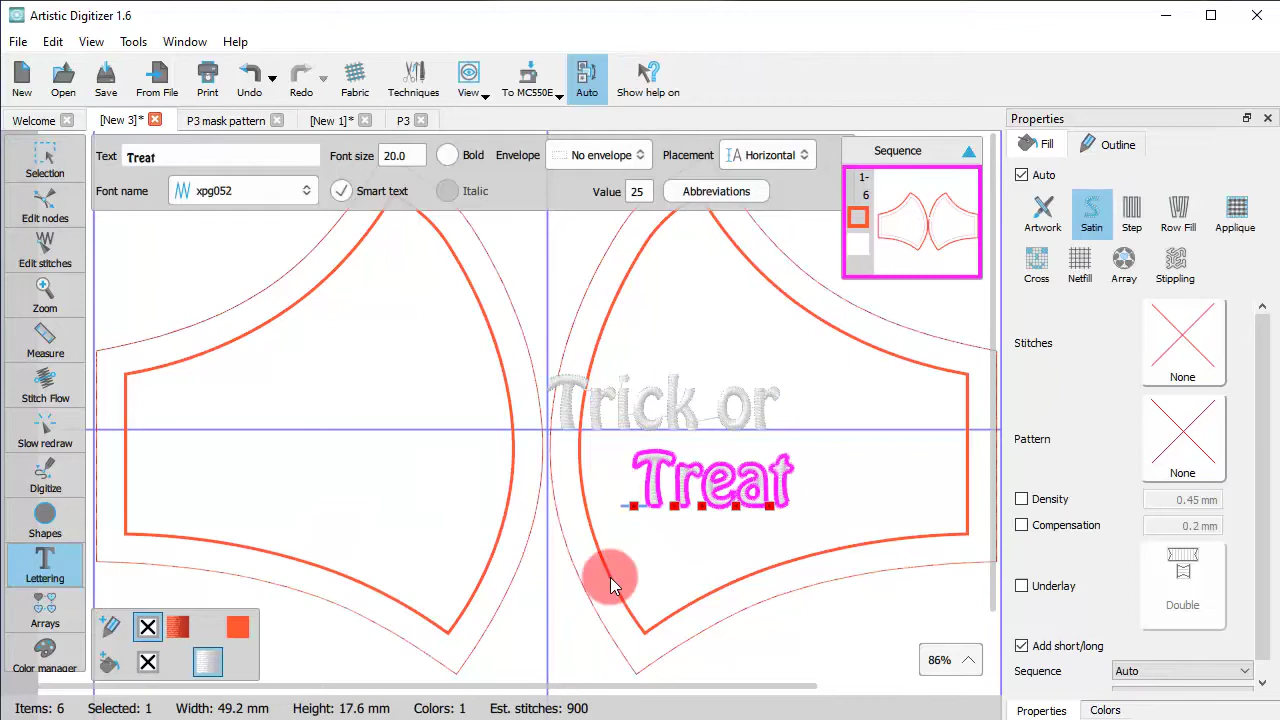 Artistic Digitizer 1.6
File Edit View Tools Window Help
New Open Save From File Print Undo Redo Fabric Techniques View To MC550E Auto Show help on
Welcome [New 3]* P3 mask pattern [New 1]* P3
Properties
Text Treat Font size 20.0 Bold Envelope No envelope Placement Horizontal
Font name xpg052 Smart text Italic Value 25 Abbreviations
Sequence
1-
6
Fill Outline
Auto
Artwork Satin Step Row Fill Applique
Cross Netfill Array Stippling
Selection
Edit nodes
Edit stitches
Zoom
Measure
Stitch Flow
Slow redraw
Digitize
Shapes
Lettering
Arrays
Color manager
Trick or
Treat
86%
Stitches
None
Pattern
None
Density 0.45 mm
Compensation 0.2 mm
Underlay
Double
Add short/long
Sequence Auto
Items: 6 Selected: 1 Width: 49.2 mm Height: 17.6 mm Colors: 1 Est. stitches: 900
Properties Colors